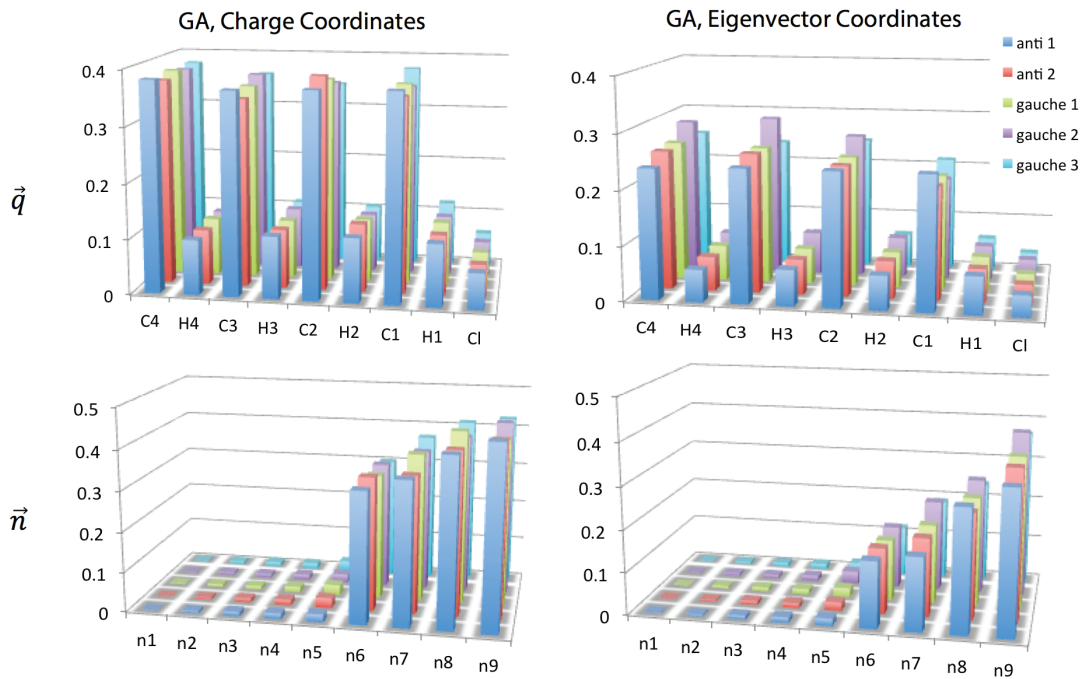 GA, Charge Coordinates
GA, Eigenvector Coordinates
anti 1
anti 2
gauche 1
gauche 2
gauche 3
0.4
0.3
0.2
0.1
0
C4 H4 C3 H3 C2 H2 C1 H1 Cl
0.4
0.3
0.2
0.1
0
C4 H4 C3 H3 C2 H2 C1 H1 Cl
q⃗
0.5
0.4
0.3
0.2
0.1
0
n1 n2 n3 n4 n5 n6 n7 n8 n9
0.5
0.4
0.3
0.2
0.1
0
n1 n2 n3 n4 n5 n6 n7 n8 n9
n⃗